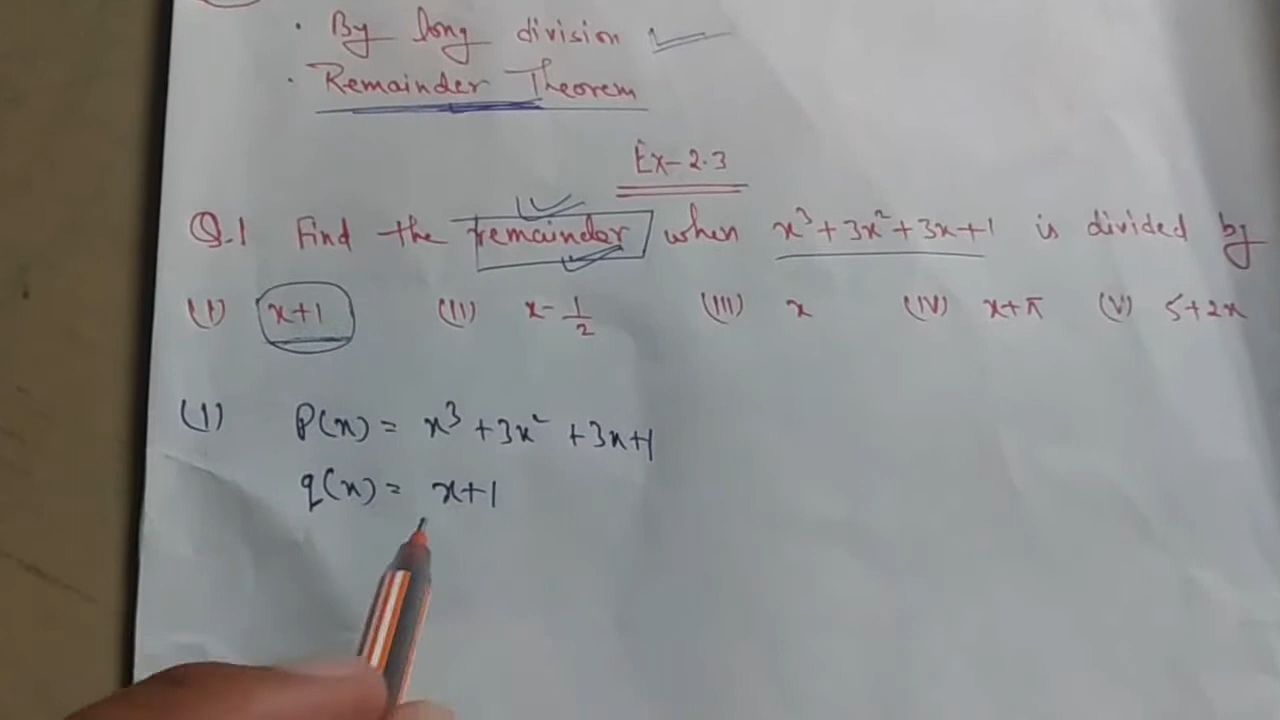 · By long division
· Remainder Theorem
Ex-2.3
Q.1 Find the remainder when x³+3x²+3x+1 is divided by
(I) x+1 (II) x-1/2 (III) x (IV) x+π (V) 5+2x
(I) P(x) = x³+3x²+3x+1
q(x) = x+1